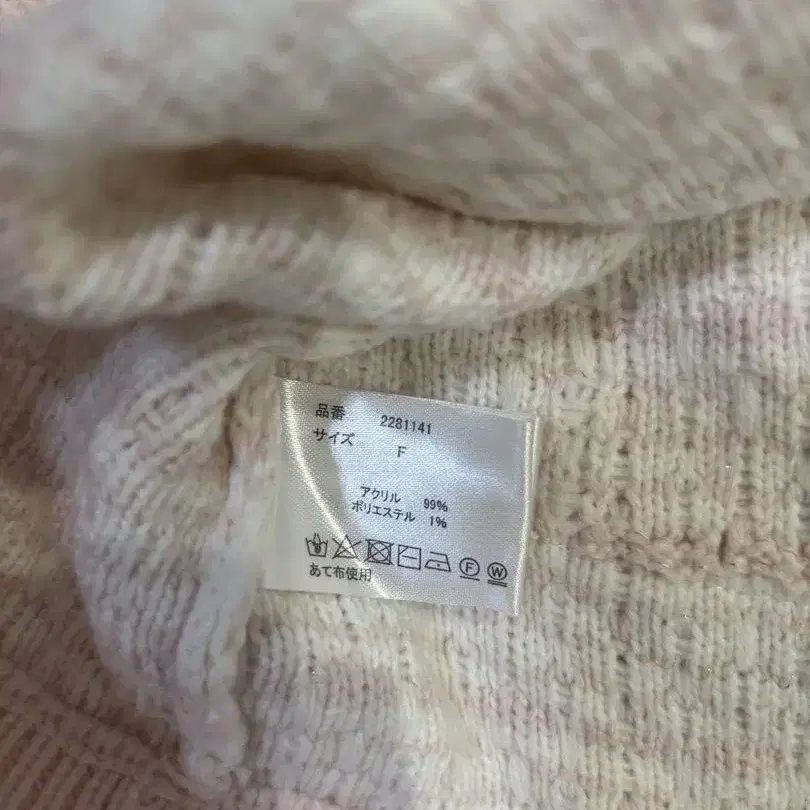 品番 2281141
サイズ F
アクリル 99%
ポリエステル 1%
F W
あて布使用